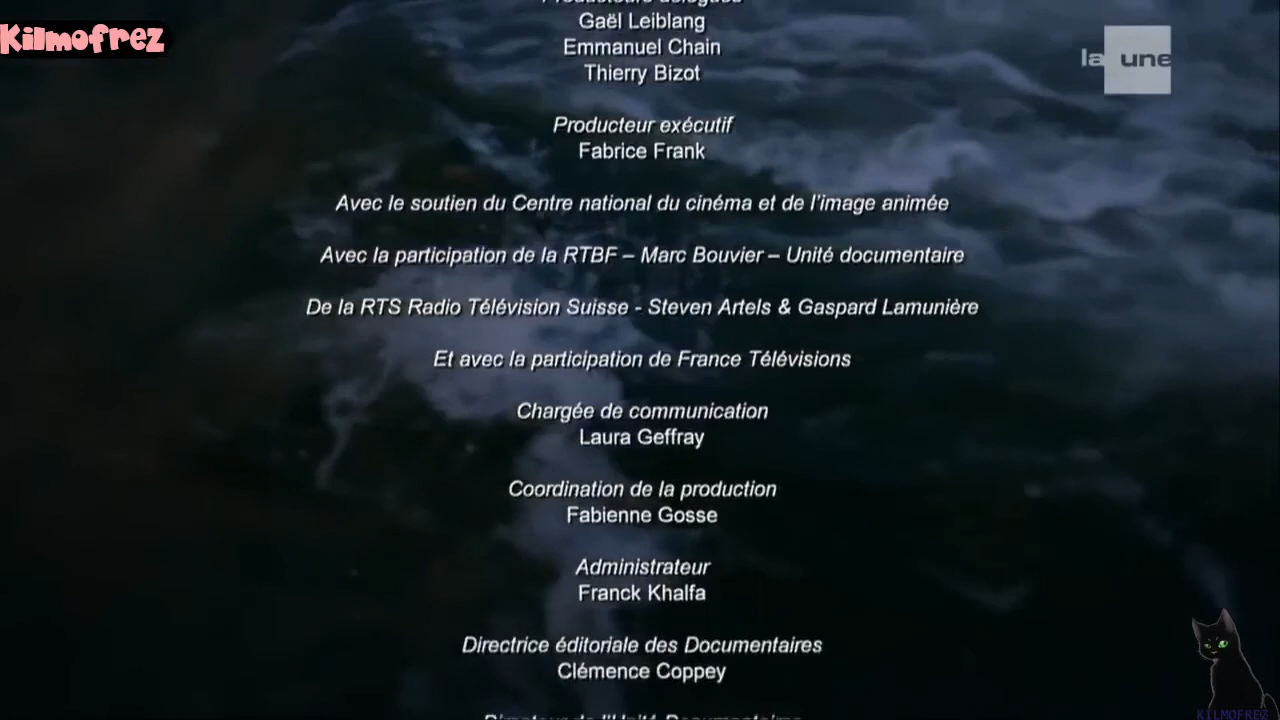 Producteurs délégués
Kilmofrez
Gaël Leiblang
la une
Emmanuel Chain
Thierry Bizot
Producteur exécutif
Fabrice Frank
Avec le soutien du Centre national du cinéma et de l'image animée
Avec la participation de la RTBF – Marc Bouvier – Unité documentaire
De la RTS Radio Télévision Suisse - Steven Artels & Gaspard Lamunière
Et avec la participation de France Télévisions
Chargée de communication
Laura Geffray
Coordination de la production
Fabienne Gosse
Administrateur
Franck Khalfa
Directrice éditoriale des Documentaires
Clémence Coppey
KILMOFREZ